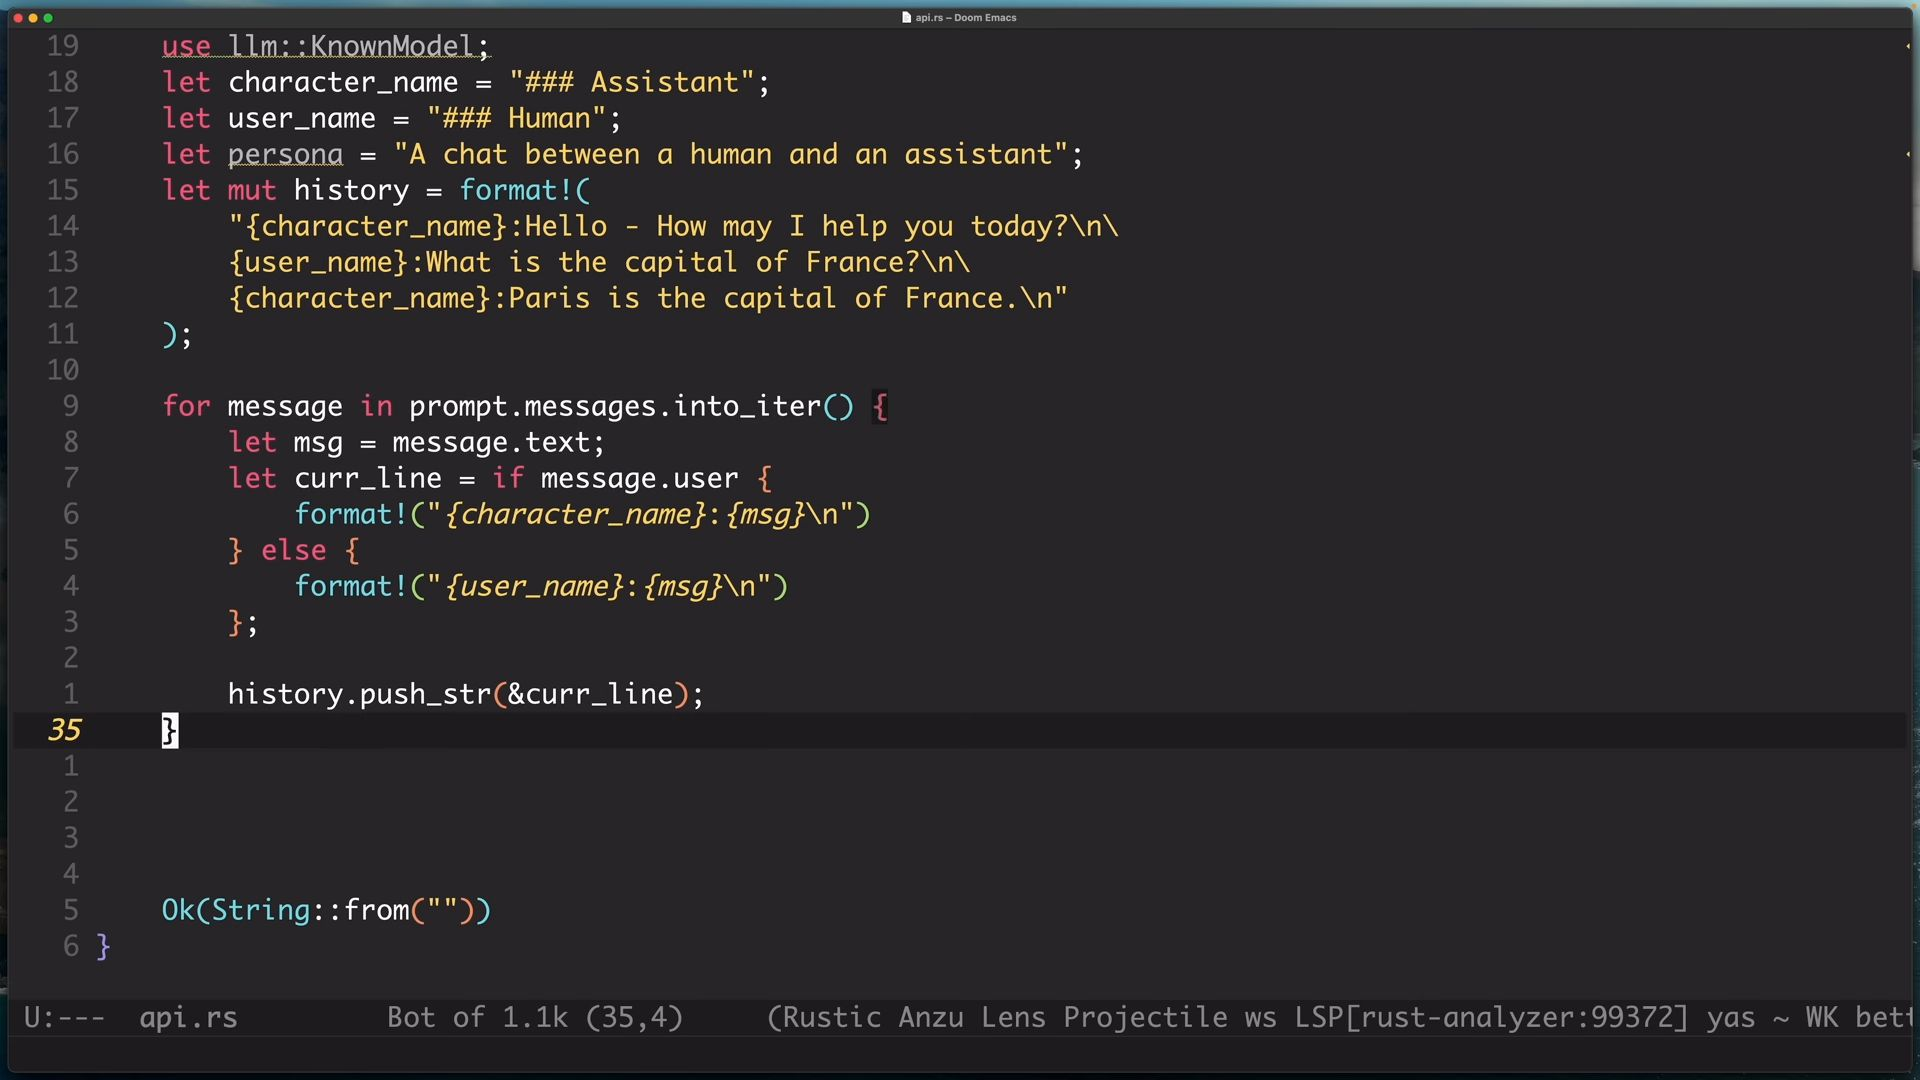 api.rs – Doom Emacs
19 use llm::KnownModel;
18 let character_name = "### Assistant";
17 let user_name = "### Human";
16 let persona = "A chat between a human and an assistant";
15 let mut history = format!(
14 "{character_name}:Hello - How may I help you today?\n\
13 {user_name}:What is the capital of France?\n\
12 {character_name}:Paris is the capital of France.\n"
11 );
10
9 for message in prompt.messages.into_iter() {
8 let msg = message.text;
7 let curr_line = if message.user {
6 format!("{character_name}:{msg}\n")
5 } else {
4 format!("{user_name}:{msg}\n")
3 };
2
1 history.push_str(&curr_line);
35 }
1
2
3
4
5 Ok(String::from(""))
6 }
U:--- api.rs Bot of 1.1k (35,4) (Rustic Anzu Lens Projectile ws LSP[rust-analyzer:99372] yas ~ WK bett